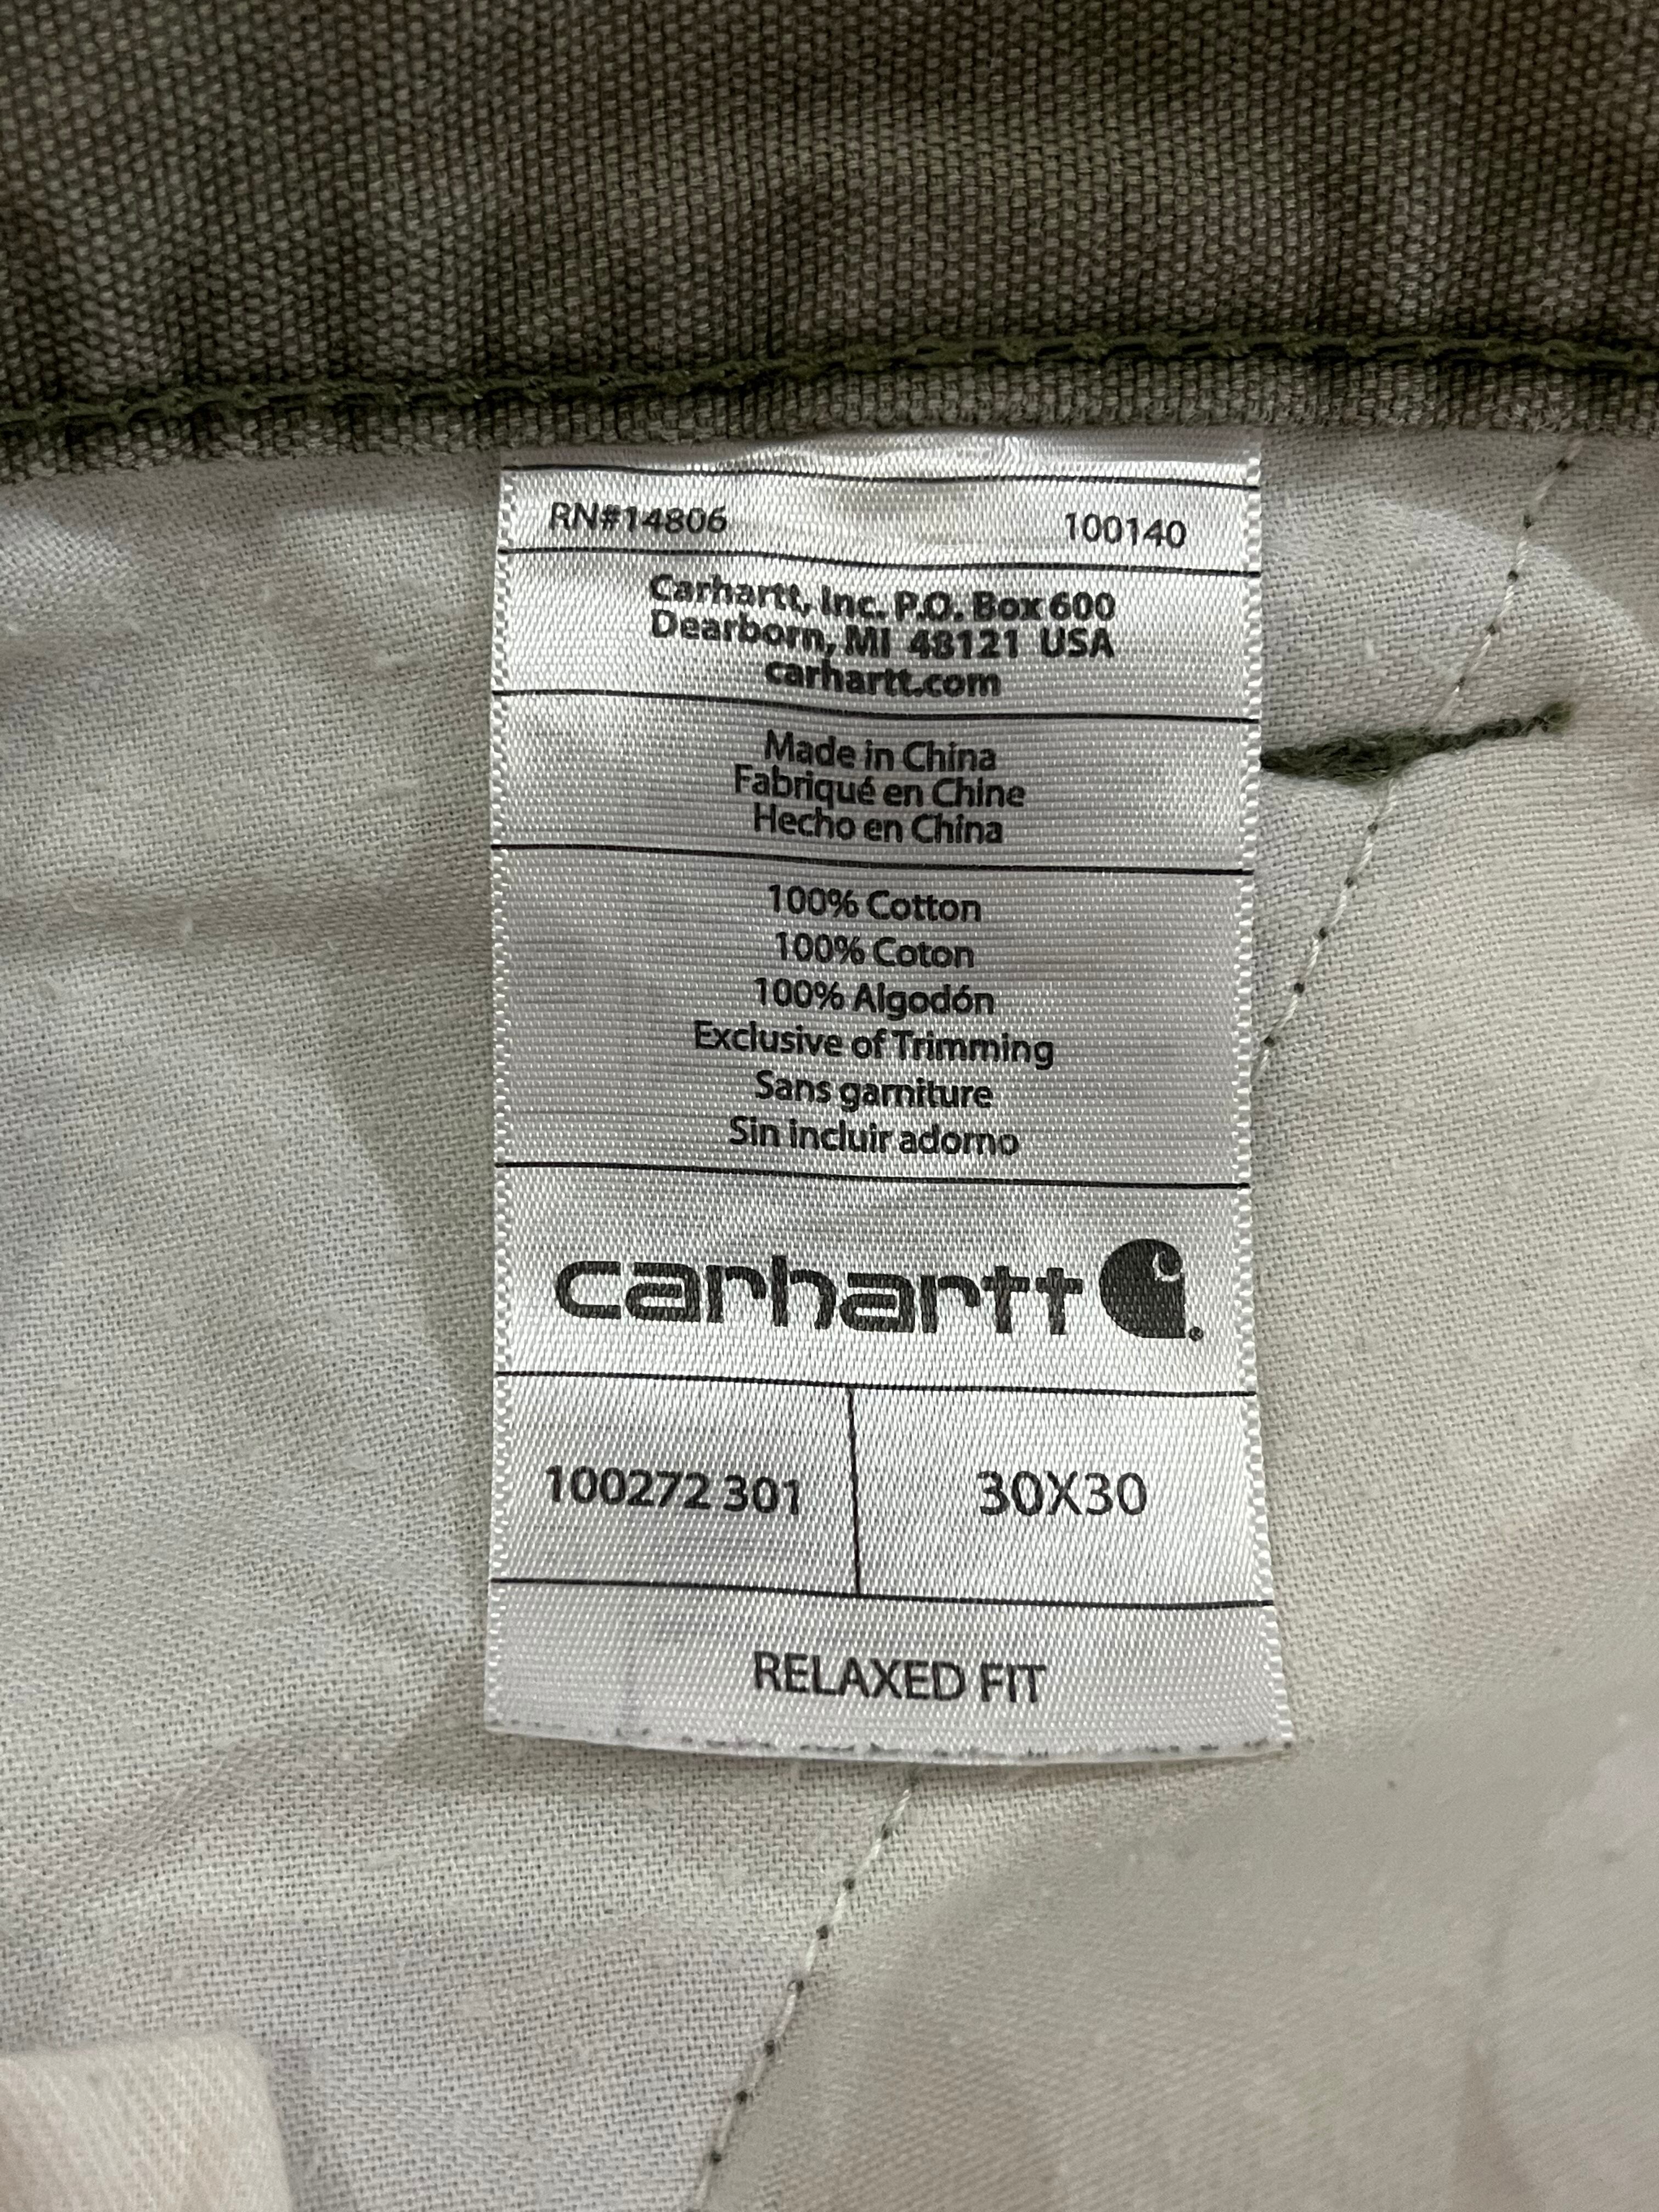 RN#14806 100140
Carhartt, Inc. P.O. Box 600
Dearborn, MI 48121 USA
carhartt.com
Made in China
Fabriqué en Chine
Hecho en China
100% Cotton
100% Coton
100% Algodón
Exclusive of Trimming
Sans garniture
Sin incluir adorno
carhartt
100272 301 30X30
RELAXED FIT